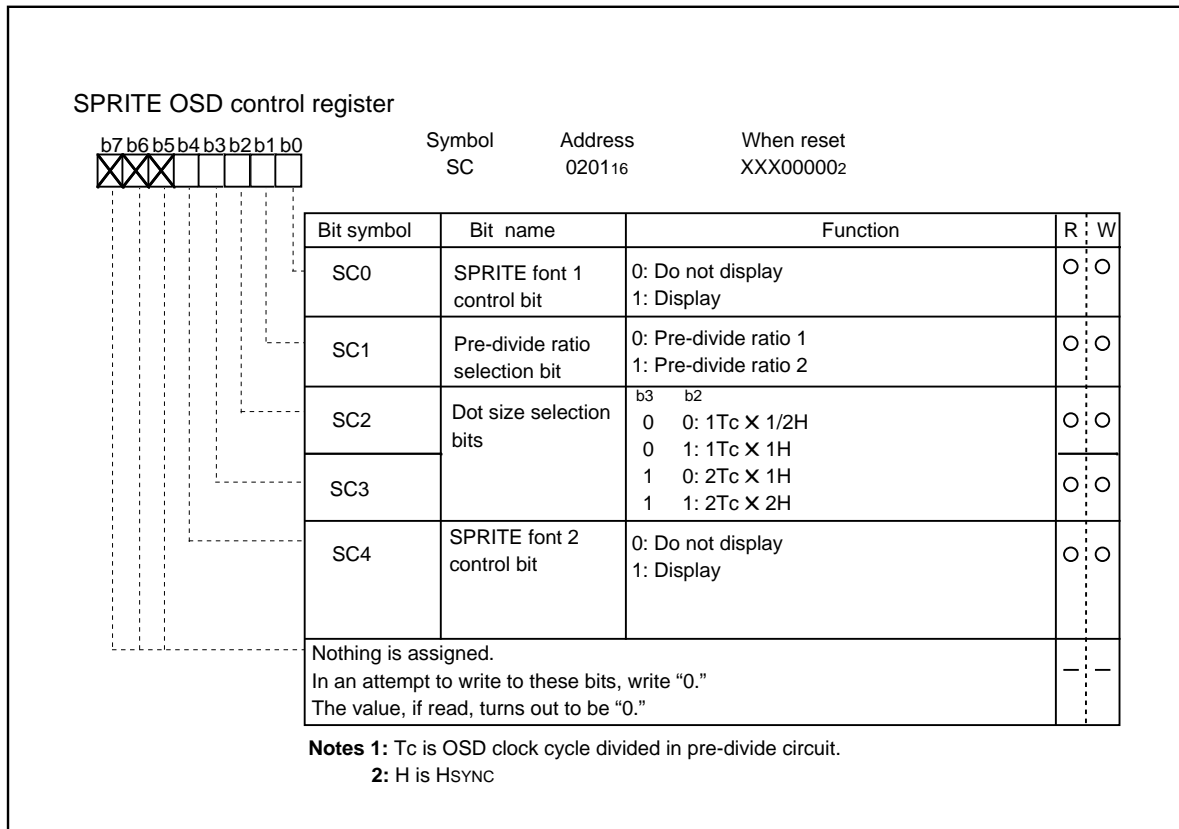 SPRITE OSD control register
b7 b6 b5 b4 b3 b2 b1 b0
Symbol Address When reset
SC 020116 XXX000002
Bit symbol Bit name Function R W
SC0 SPRITE font 1 control bit 0: Do not display
1: Display
SC1 Pre-divide ratio selection bit 0: Pre-divide ratio 1
1: Pre-divide ratio 2
SC2 Dot size selection bits b3 b2
0 0: 1Tc X 1/2H
0 1: 1Tc X 1H
SC3 1 0: 2Tc X 1H
1 1: 2Tc X 2H
SC4 SPRITE font 2 control bit 0: Do not display
1: Display
Nothing is assigned.
In an attempt to write to these bits, write “0.”
The value, if read, turns out to be “0.”
Notes 1: Tc is OSD clock cycle divided in pre-divide circuit.
2: H is HSYNC